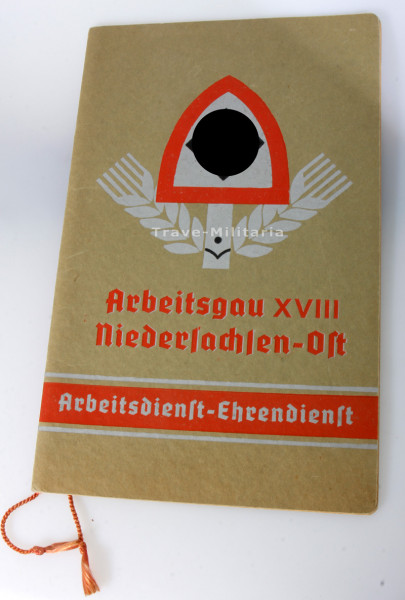 Trave-Militaria
Arbeitsgau XVIII
Niedersachsen-Ost
Arbeitsdienst-Ehrendienst